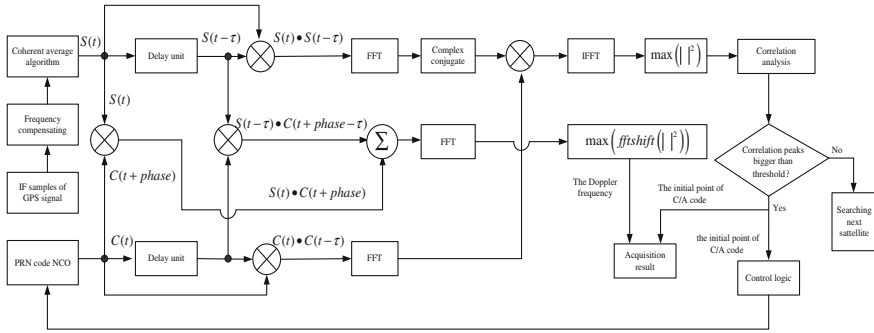 S(t)
S(t−τ)
S(t)•S(t−τ)
Coherent average
algorithm
Delay unit
FFT
Complex
conjugate
IFFT
max(| |²)
Correlation
analysis
S(t)
Frequency
compensating
S(t−τ)•C(t+phase−τ)
Σ
FFT
max(fftshift(| |²))
Correlation peaks
bigger than
threshold?
No
C(t+phase)
IF samples of
GPS signal
S(t)•C(t+phase)
The Doppler
frequency
The initial point of
C/A code
Yes
Searching
next
sattellite
C(t)
C(t)•C(t−τ)
PRN code NCO
Delay unit
FFT
Acquisition
result
the initial point of
C/A code
Control logic